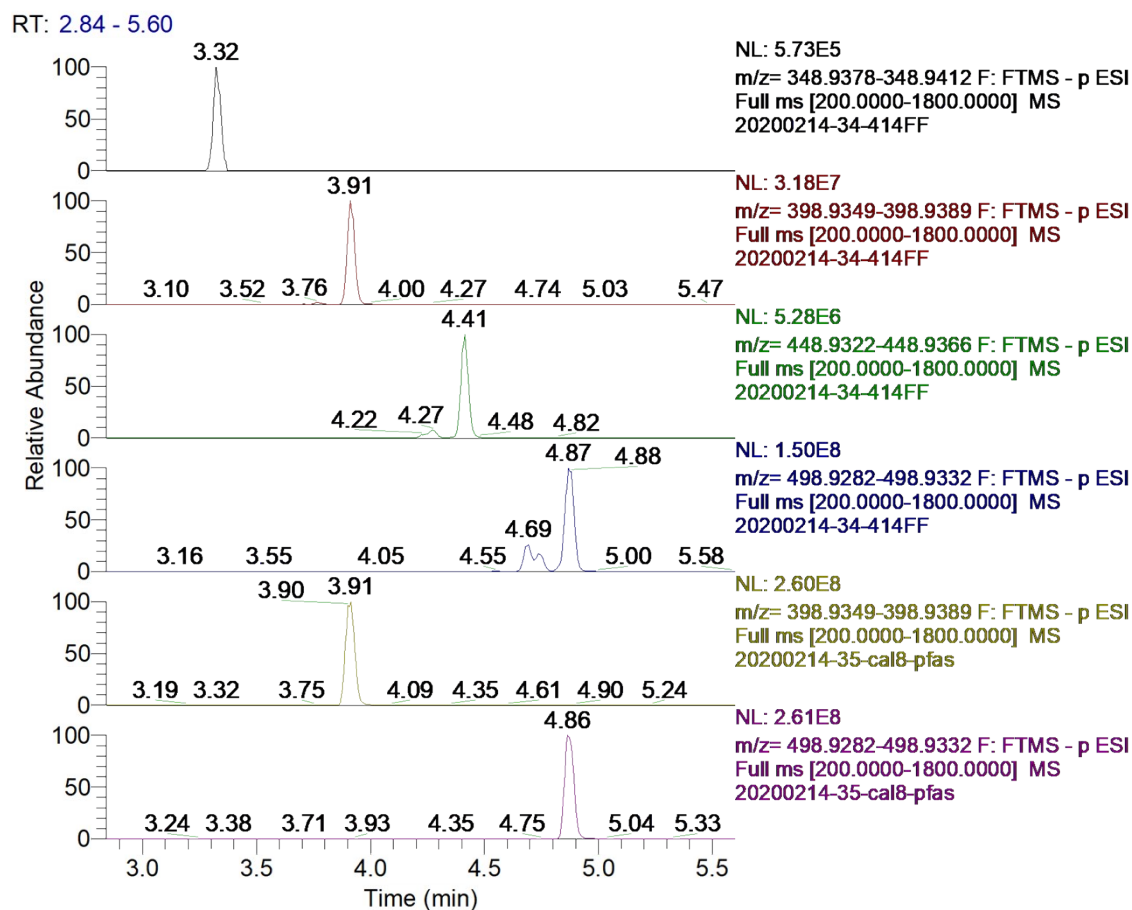 RT: 2.84 - 5.60
3.32
100
50
0
NL: 5.73E5
m/z= 348.9378-348.9412 F: FTMS - p ESI
Full ms [200.0000-1800.0000] MS
20200214-34-414FF
3.91
100
50
0
3.10 3.52 3.76 4.00 4.27 4.74 5.03 5.47
NL: 3.18E7
m/z= 398.9349-398.9389 F: FTMS - p ESI
Full ms [200.0000-1800.0000] MS
20200214-34-414FF
4.41
100
50
0
4.22 4.27 4.48 4.82
NL: 5.28E6
m/z= 448.9322-448.9366 F: FTMS - p ESI
Full ms [200.0000-1800.0000] MS
20200214-34-414FF
Relative Abundance
4.87 4.88
100
50
0
4.69
3.16 3.55 4.05 4.55 5.00 5.58
NL: 1.50E8
m/z= 498.9282-498.9332 F: FTMS - p ESI
Full ms [200.0000-1800.0000] MS
20200214-34-414FF
3.90 3.91
100
50
0
3.19 3.32 3.75 4.09 4.35 4.61 4.90 5.24
NL: 2.60E8
m/z= 398.9349-398.9389 F: FTMS - p ESI
Full ms [200.0000-1800.0000] MS
20200214-35-cal8-pfas
4.86
100
50
0
3.24 3.38 3.71 3.93 4.35 4.75 5.04 5.33
NL: 2.61E8
m/z= 498.9282-498.9332 F: FTMS - p ESI
Full ms [200.0000-1800.0000] MS
20200214-35-cal8-pfas
3.0 3.5 4.0 4.5 5.0 5.5
Time (min)